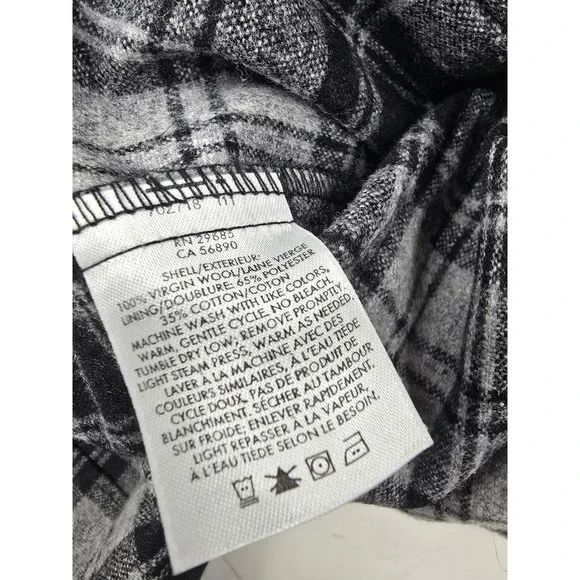 702718 01
RN 29685
CA 56890
SHELL/EXTERIEUR:
100% VIRGIN WOOL/LAINE VIERGE
LINING/DOUBLURE: 65% POLYESTER
35% COTTON/COTON
MACHINE WASH WITH LIKE COLORS,
WARM, GENTLE CYCLE. NO BLEACH.
TUMBLE DRY LOW, REMOVE PROMPTLY
LIGHT STEAM PRESS, WARM AS NEEDED.
LAVER À LA MACHINE AVEC DES
COULEURS SIMILAIRES, À L'EAU TIÈDE
CYCLE DOUX. PAS DE PRODUIT DE
BLANCHIMENT. SÉCHER AU TAMBOUR
SUR FROIDE; ENLEVER RAPIDEMENT.
LIGHT REPASSER À LA VAPEUR
À L'EAU TIÈDE SELON LE BESOIN.